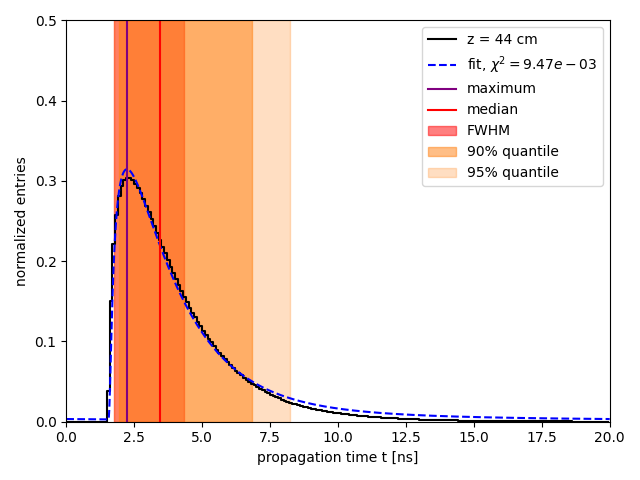 z = 44 cm
fit, χ² = 9.47e − 03
maximum
median
FWHM
90% quantile
95% quantile
normalized entries
0.5
0.4
0.3
0.2
0.1
0.0
0.0 2.5 5.0 7.5 10.0 12.5 15.0 17.5 20.0
propagation time t [ns]